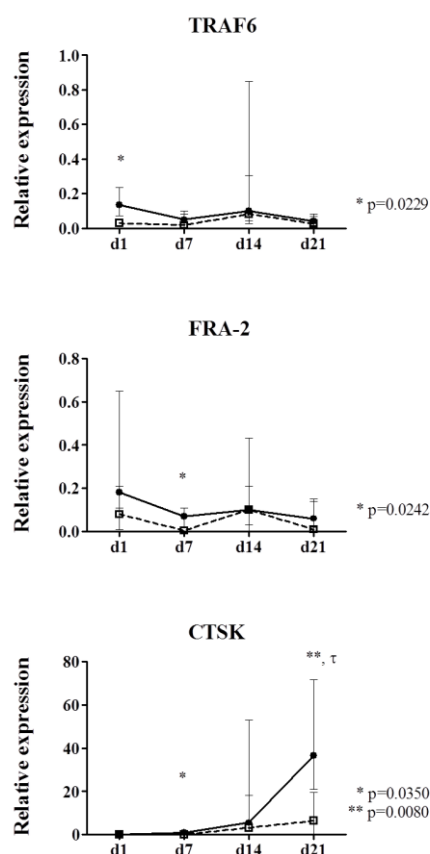 TRAF6
Relative expression
1.0
0.8
0.6
0.4
0.2
0.0
*
d1 d7 d14 d21
* p=0.0229
FRA-2
Relative expression
0.8
0.6
0.4
0.2
0.0
*
d1 d7 d14 d21
* p=0.0242
CTSK
Relative expression
80
60
40
20
0
*
**, τ
d1 d7 d14 d21
* p=0.0350
** p=0.0080